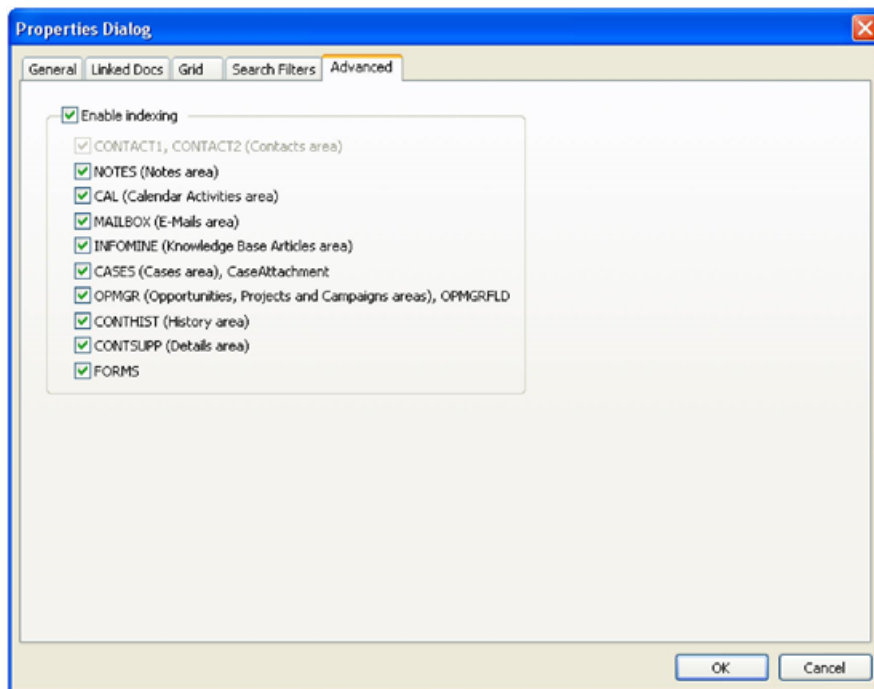 Properties Dialog
General Linked Docs Grid Search Filters Advanced
Enable indexing
CONTACT1, CONTACT2 (Contacts area)
NOTES (Notes area)
CAL (Calendar Activities area)
MAILBOX (E-Mails area)
INFOMINE (Knowledge Base Articles area)
CASES (Cases area), CaseAttachment
OPMGR (Opportunities, Projects and Campaigns areas), OPMGRFLD
CONTHIST (History area)
CONTSUPP (Details area)
FORMS
OK Cancel